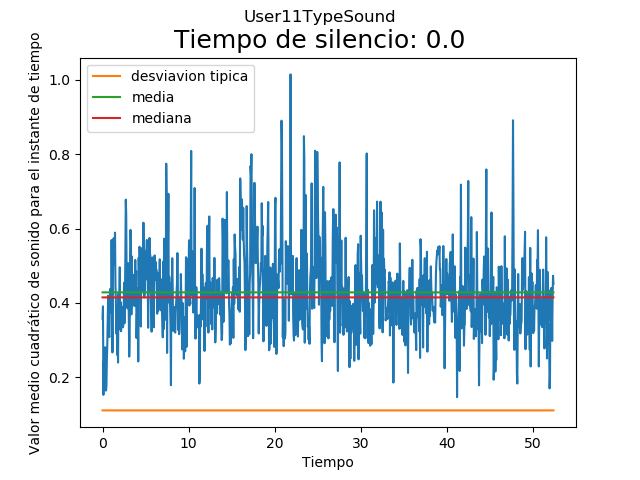 User11TypeSound
Tiempo de silencio: 0.0
Valor medio cuadrático de sonido para el instante de tiempo
desviavion tipica
media
mediana
1.0
0.8
0.6
0.4
0.2
0 10 20 30 40 50
Tiempo